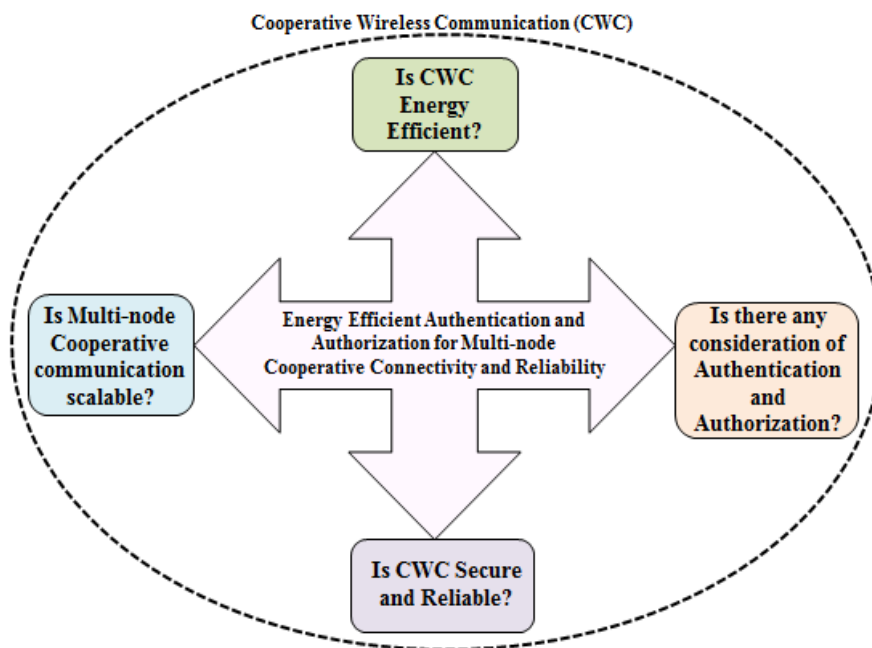 Cooperative Wireless Communication (CWC)
Is CWC
Energy
Efficient?
Is Multi-node
Cooperative
communication
scalable?
Energy Efficient Authentication and
Authorization for Multi-node
Cooperative Connectivity and Reliability
Is there any
consideration of
Authentication
and
Authorization?
Is CWC Secure
and Reliable?